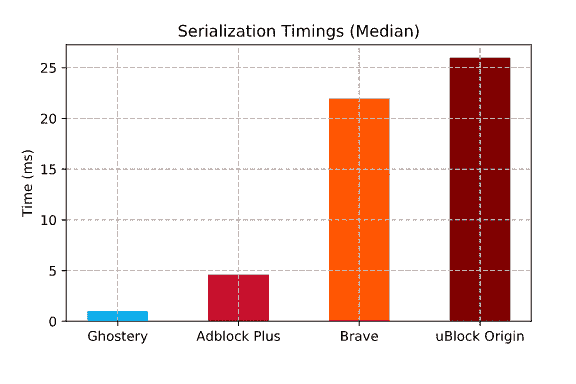 Serialization Timings (Median)
Time (ms)
25
20
15
10
5
0
Ghostery Adblock Plus Brave uBlock Origin